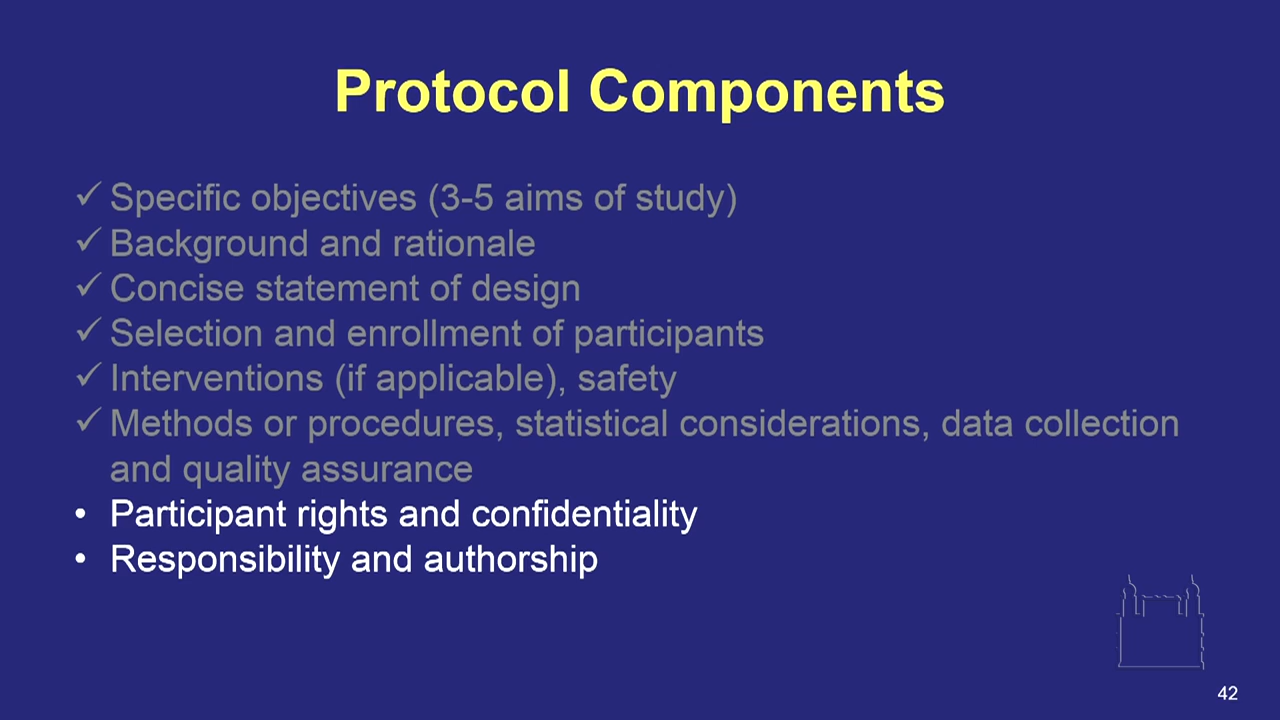 Protocol Components
✓ Specific objectives (3-5 aims of study)
✓ Background and rationale
✓ Concise statement of design
✓ Selection and enrollment of participants
✓ Interventions (if applicable), safety
✓ Methods or procedures, statistical considerations, data collection
and quality assurance
• Participant rights and confidentiality
• Responsibility and authorship
42